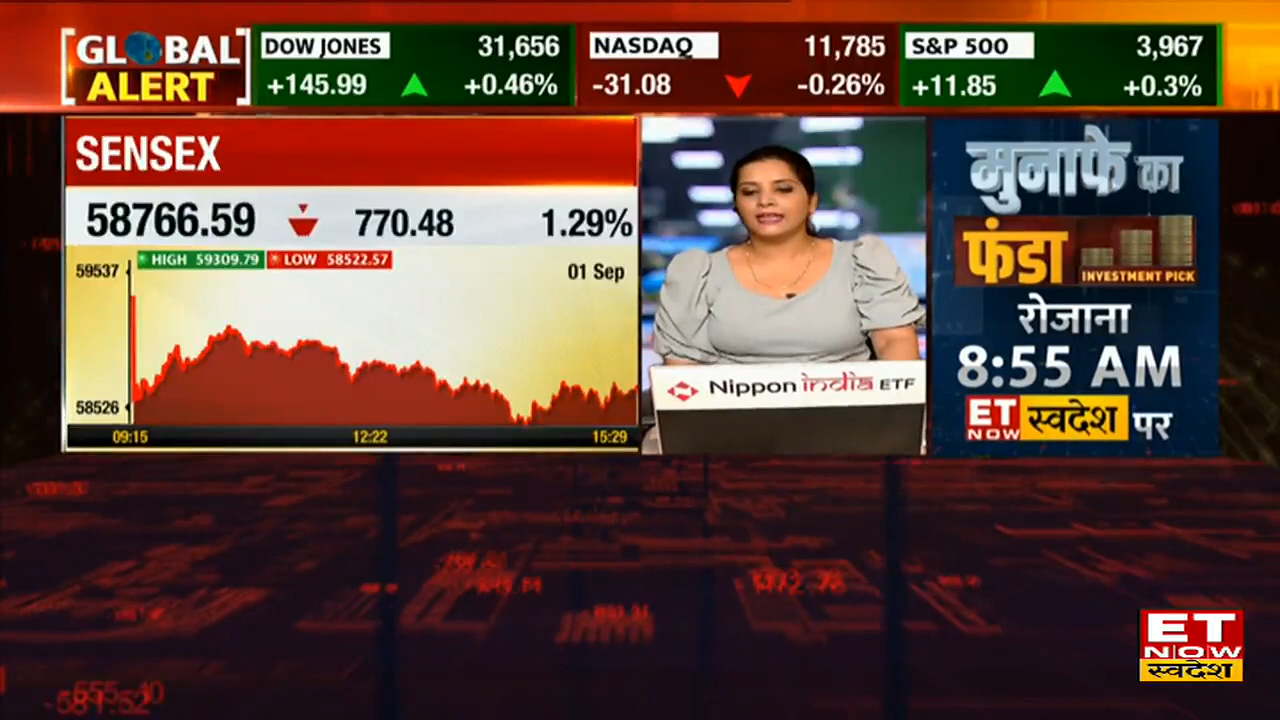 GLOBAL
ALERT
DOW JONES 31,656
+145.99 +0.46%
NASDAQ 11,785
-31.08 -0.26%
S&P 500 3,967
+11.85 +0.3%
SENSEX
58766.59 770.48 1.29%
HIGH 59309.79 LOW 58522.57
59537
01 Sep
58526
09:15 12:22 15:29
Nippon india ETF
मुनाफे का
फंडा
INVESTMENT PICK
रोजाना
8:55 AM
ET NOW स्वदेश पर
ET
NOW
स्वदेश